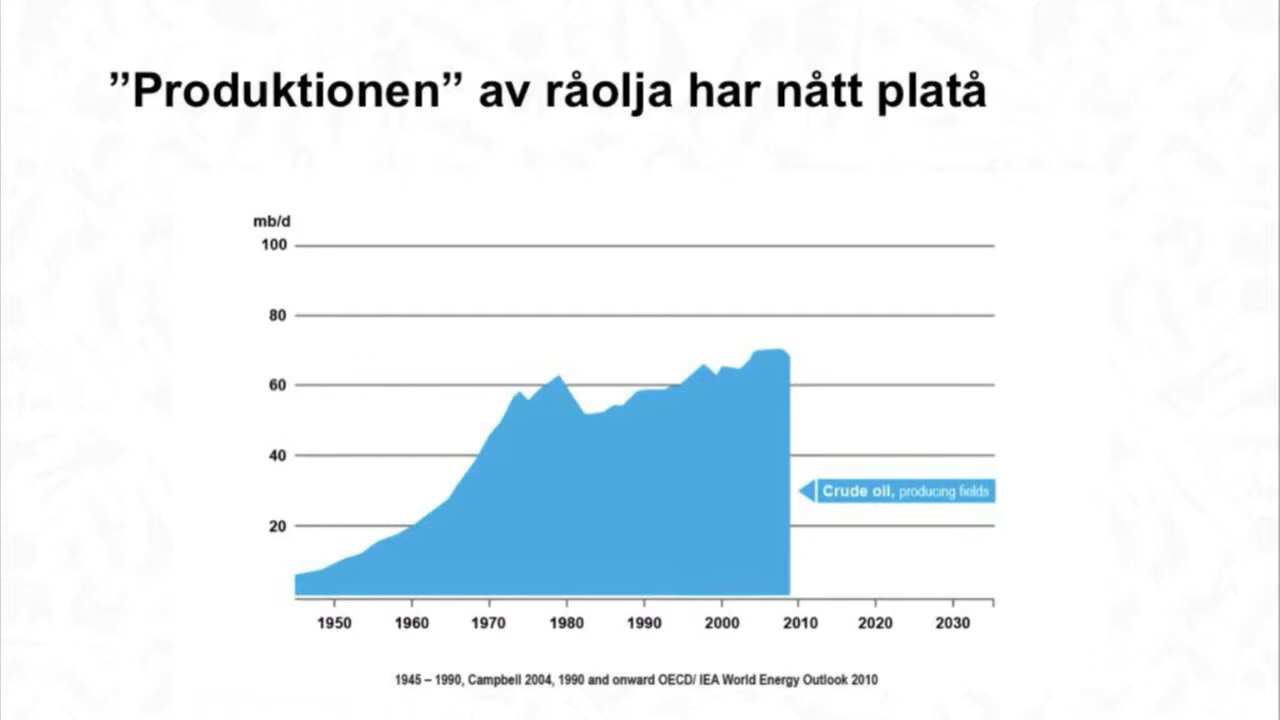 ”Produktionen” av råolja har nått platå
mb/d
100
80
60
40
20
Crude oil, producing fields
1950 1960 1970 1980 1990 2000 2010 2020 2030
1945 – 1990, Campbell 2004, 1990 and onward OECD/ IEA World Energy Outlook 2010